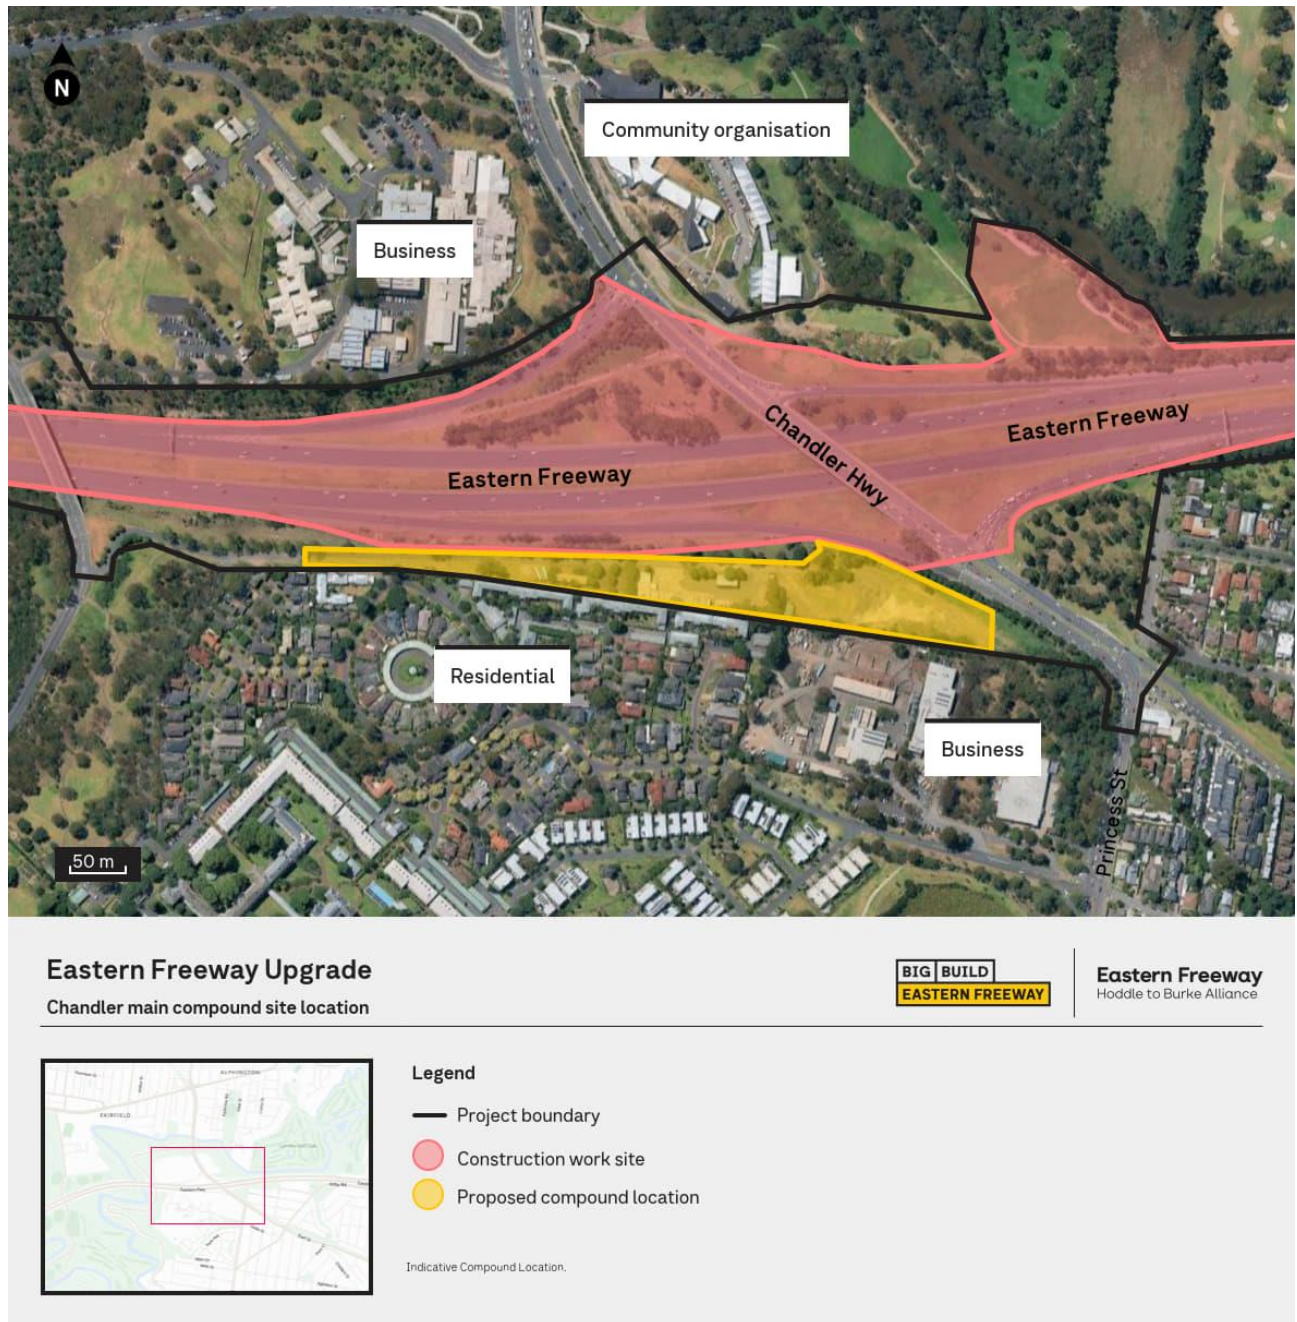 N
Community organisation
Business
Chandler Hwy
Eastern Freeway
Eastern Freeway
Residential
Business
Princess St
50 m
Eastern Freeway Upgrade
Chandler main compound site location
BIG BUILD
EASTERN FREEWAY
Eastern Freeway
Hoddle to Burke Alliance
ALPHINGTON
FAIRFIELD
Legend
Project boundary
Construction work site
Proposed compound location
Indicative Compound Location.